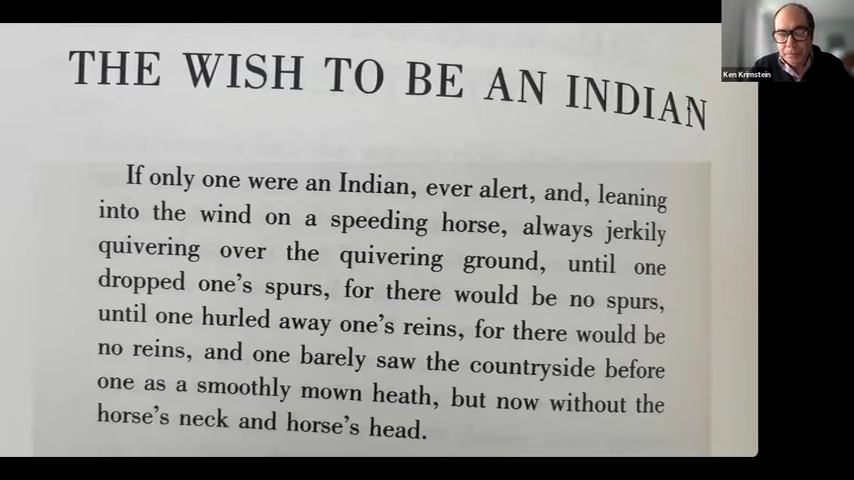 THE WISH TO BE AN INDIAN
Ken Krimstein
If only one were an Indian, ever alert, and, leaning
into the wind on a speeding horse, always jerkily
quivering over the quivering ground, until one
dropped one's spurs, for there would be no spurs,
until one hurled away one's reins, for there would be
no reins, and one barely saw the countryside before
one as a smoothly mown heath, but now without the
horse's neck and horse's head.